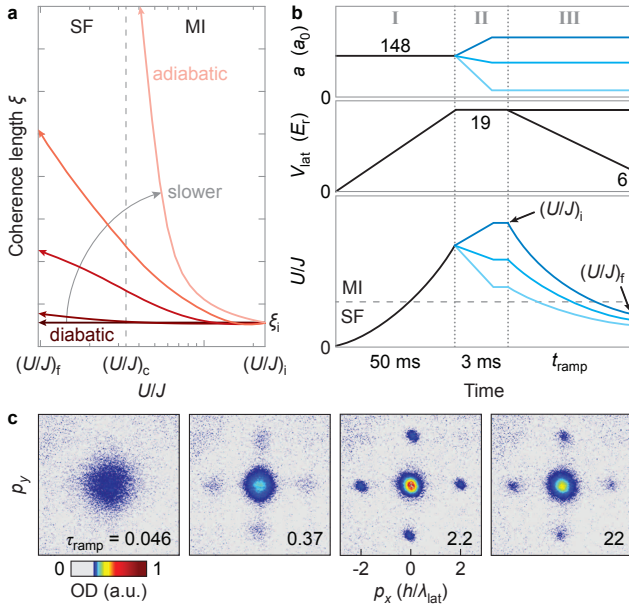 a
SF
MI
adiabatic
slower
diabatic
ξi
Coherence length ξ
(U/J)f
(U/J)c
(U/J)i
U/J
b
I
II
III
a (a0)
148
0
Vlat (Er)
19
6
0
U/J
(U/J)i
(U/J)f
MI
SF
0
50 ms
3 ms
tramp
Time
c
py
τramp = 0.046
0.37
2.2
22
0
1
OD (a.u.)
−2
0
2
px (h/λlat)